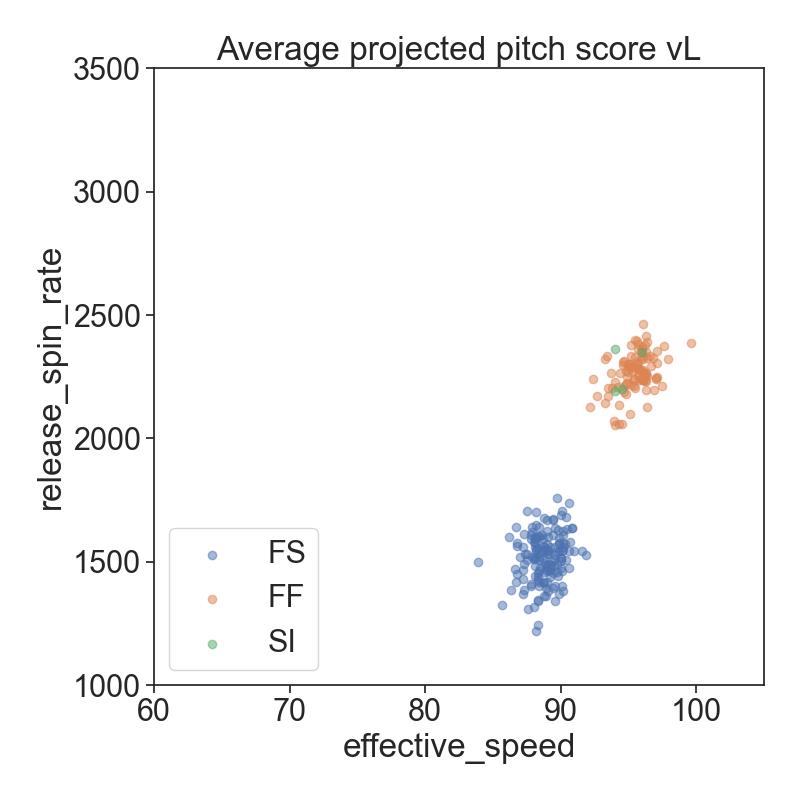 Average projected pitch score vL
3500
3000
2500
2000
1500
1000
release_spin_rate
FS
FF
SI
60 70 80 90 100
effective_speed